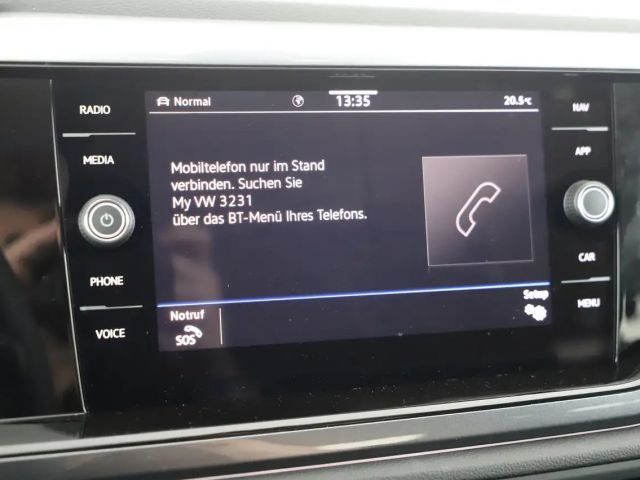 RADIO
MEDIA
PHONE
VOICE
Normal
13:35
20.5°C
Mobiltelefon nur im Stand
verbinden. Suchen Sie
My VW 3231
über das BT-Menü Ihres Telefons.
Notruf
SOS
Setup
NAV
APP
CAR
MENU